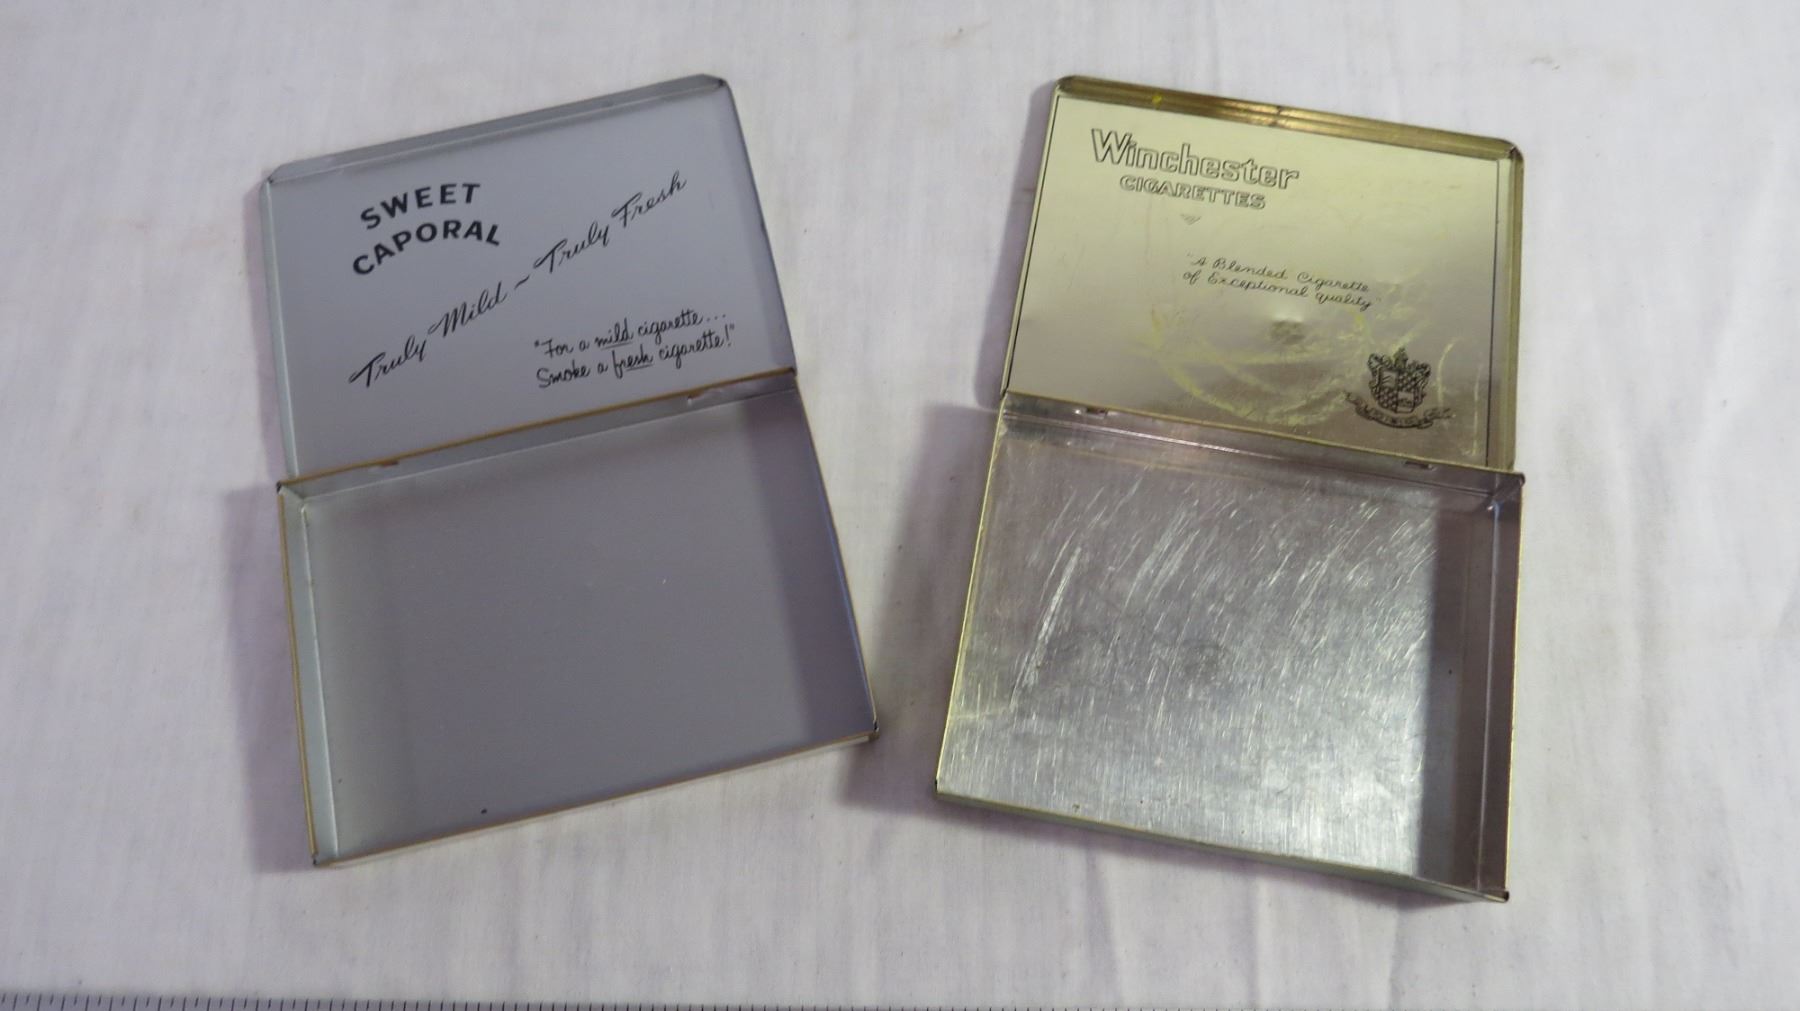 SWEET
CAPORAL
Truly Mild ~ Truly Fresh
"For a mild cigarette...
Smoke a fresh cigarette!"
Winchester
CIGARETTES
"A Blended Cigarette
of Exceptional quality"